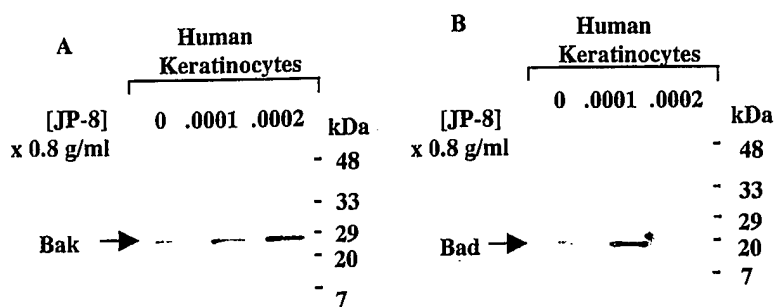 A
Human
Keratinocytes
[JP-8] 0 .0001 .0002 kDa
x 0.8 g/ml
48
33
29
Bak
20
7
B
Human
Keratinocytes
[JP-8] 0 .0001 .0002 kDa
x 0.8 g/ml
48
33
29
Bad
20
7